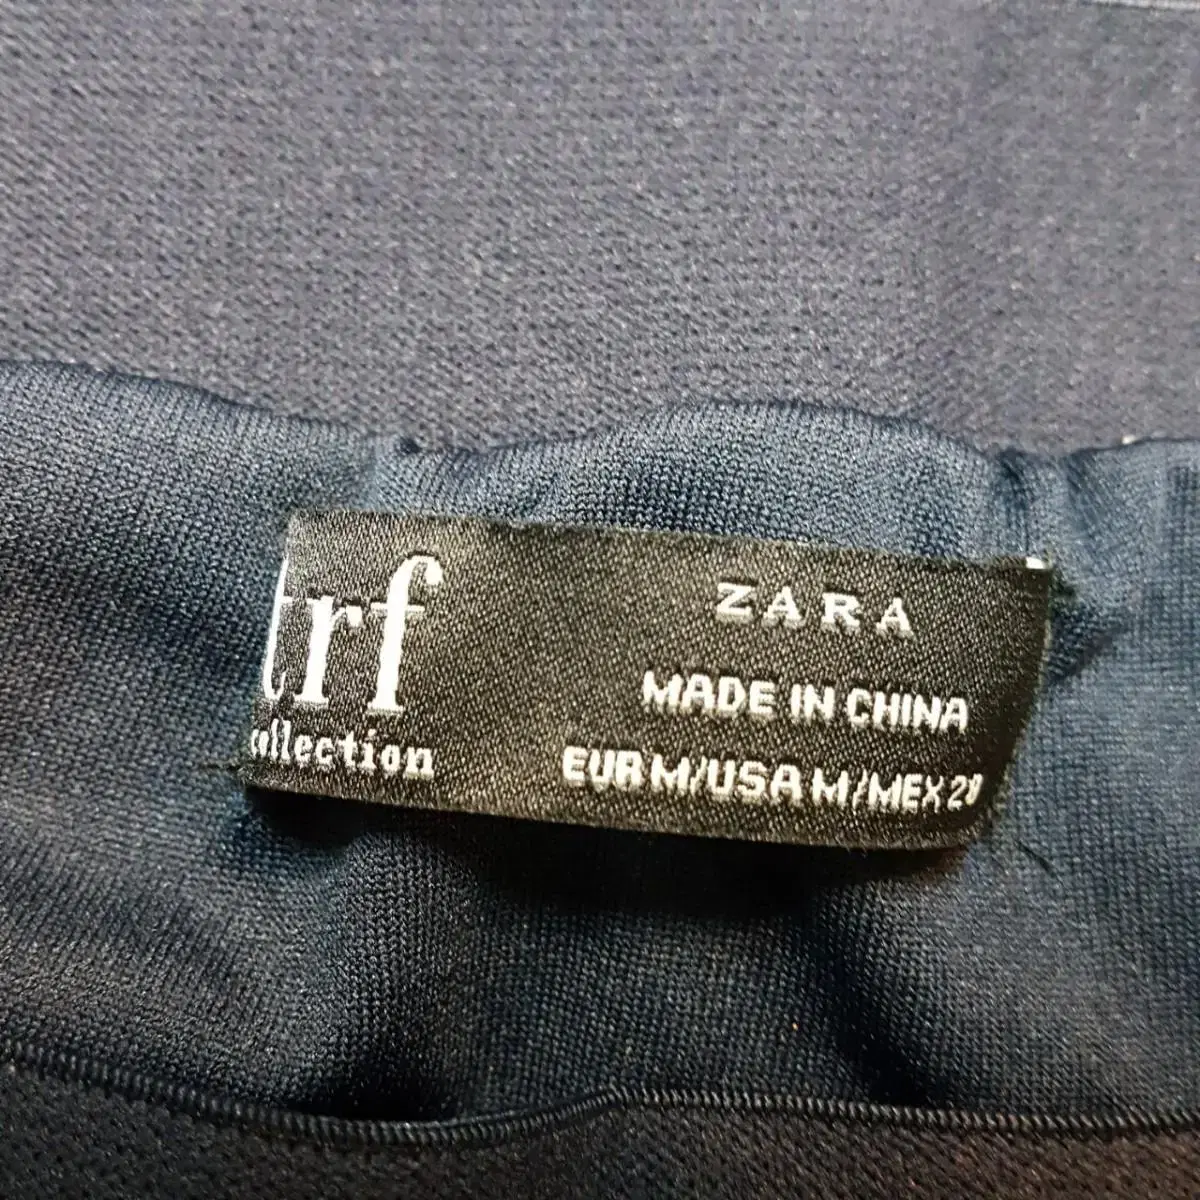 trf
collection
ZARA
MADE IN CHINA
EUR M/USA M/MEX 28